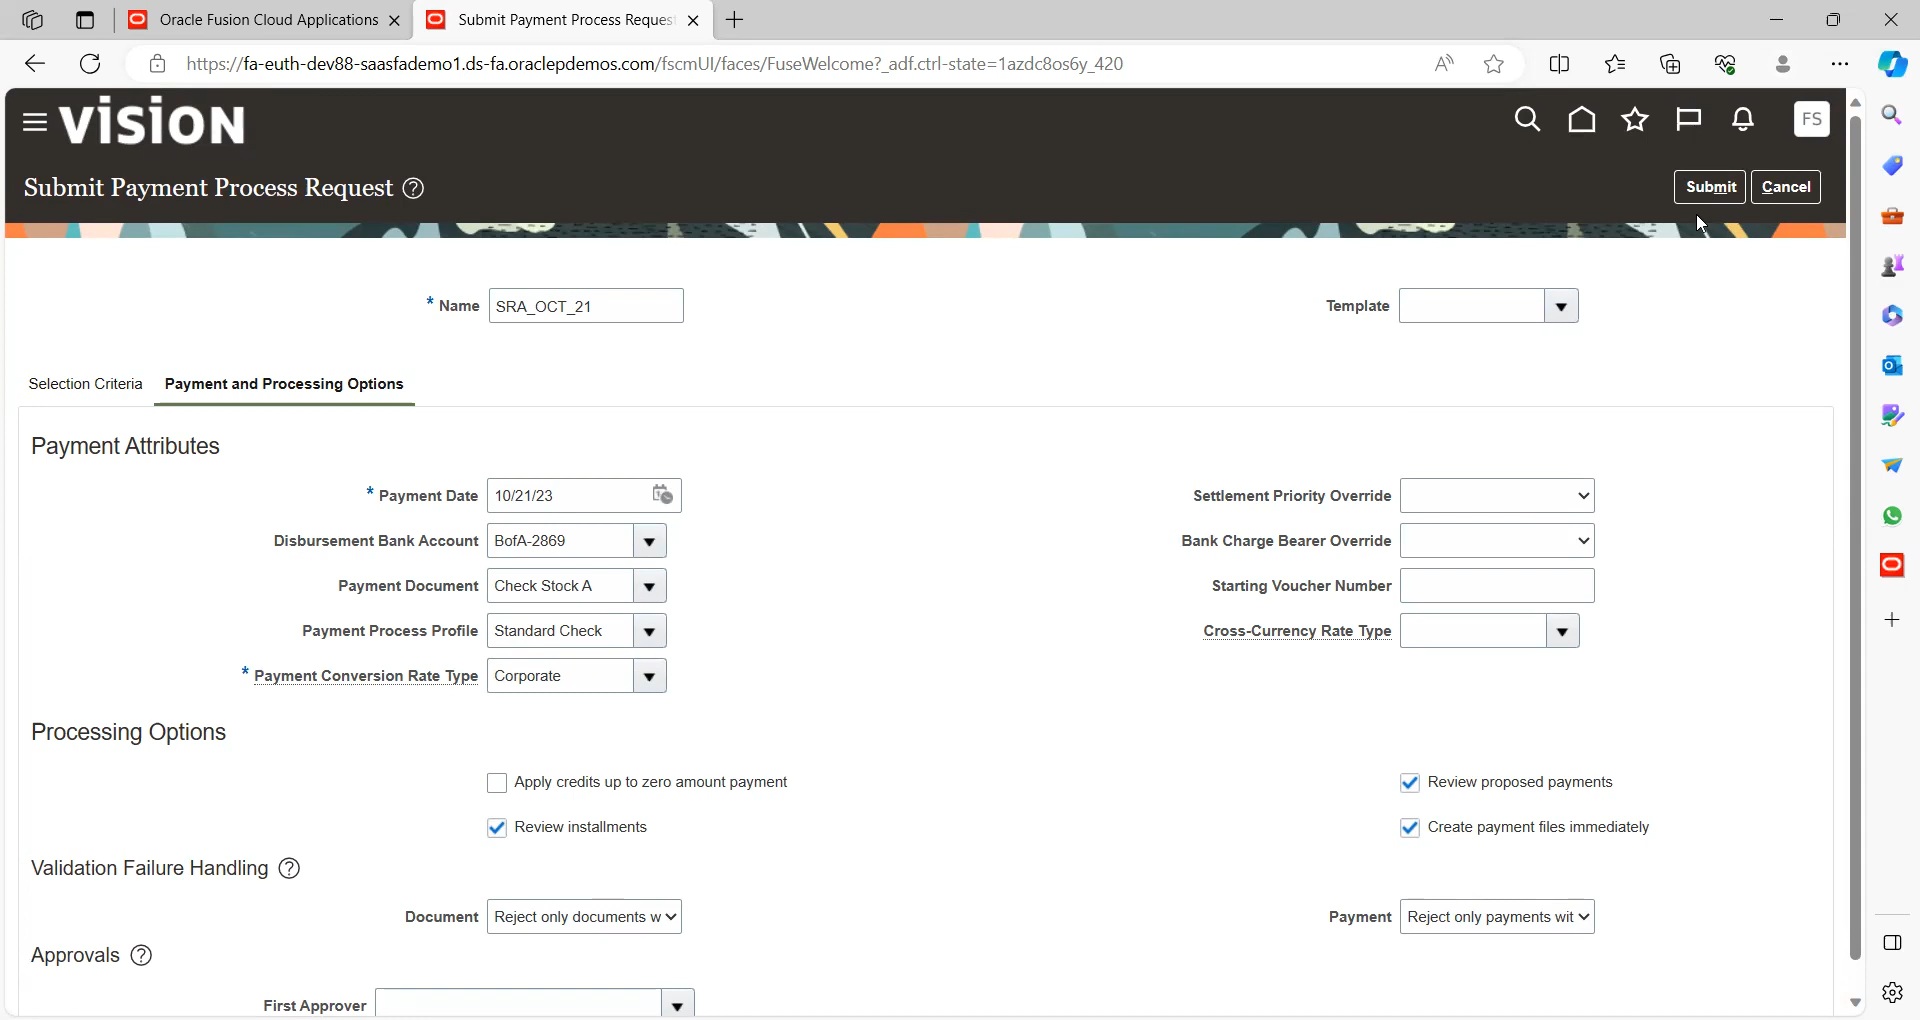 Oracle Fusion Cloud Applications
Submit Payment Process Request
https://fa-euth-dev88-saasfademo1.ds-fa.oraclepdemos.com/fscmUI/faces/FuseWelcome?_adf.ctrl-state=1azdc8os6y_420
VISION
FS
Submit Payment Process Request
Submit Cancel
* Name SRA_OCT_21 Template
Selection Criteria Payment and Processing Options
Payment Attributes
* Payment Date 10/21/23 Settlement Priority Override
Disbursement Bank Account BofA-2869 Bank Charge Bearer Override
Payment Document Check Stock A Starting Voucher Number
Payment Process Profile Standard Check Cross-Currency Rate Type
* Payment Conversion Rate Type Corporate
Processing Options
Apply credits up to zero amount payment Review proposed payments
Review installments Create payment files immediately
Validation Failure Handling
Document Reject only documents w Payment Reject only payments wit
Approvals
First Approver